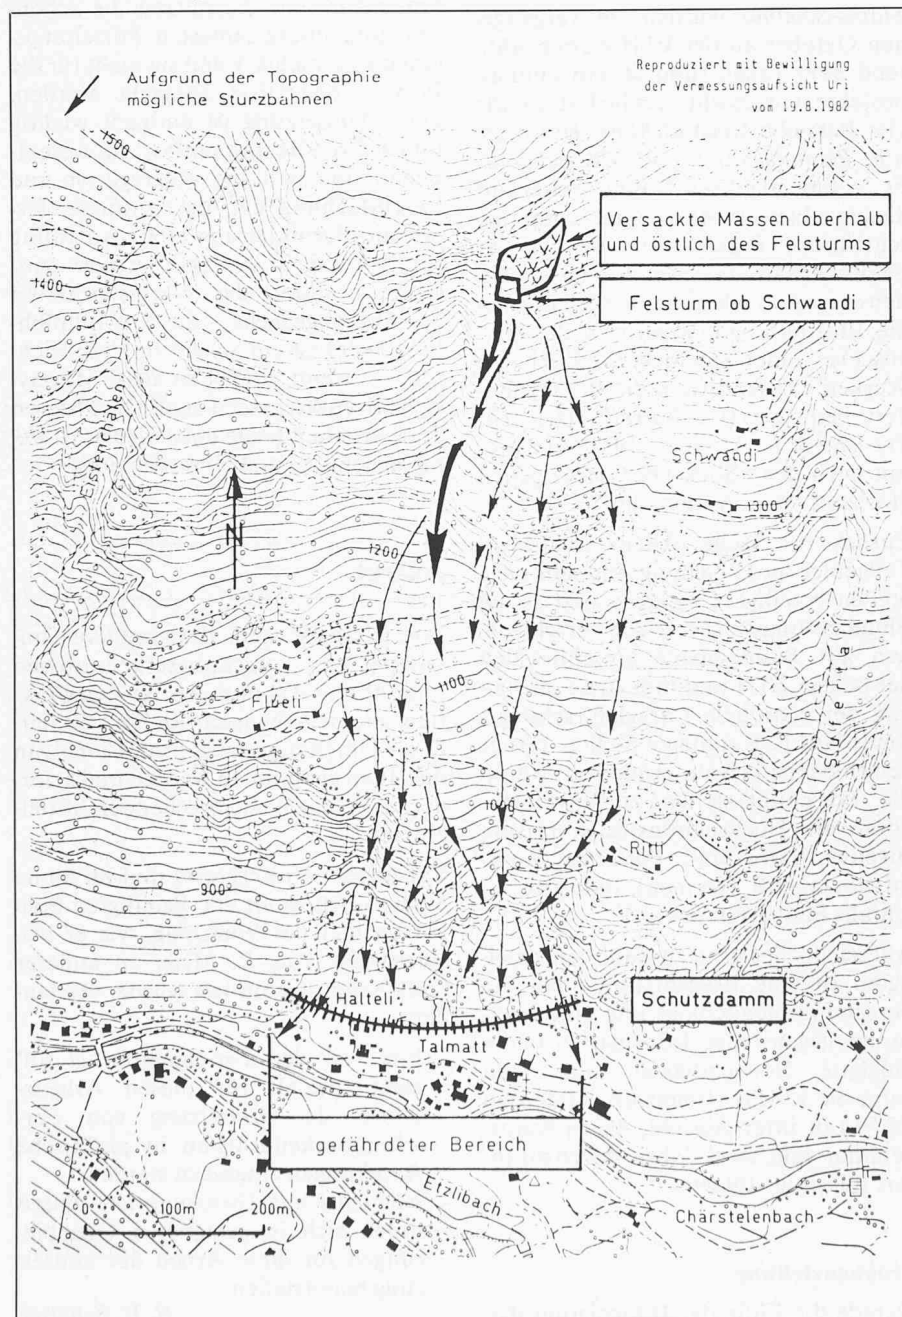 Aufgrund der Topographie
mögliche Sturzbahnen
Reproduziert mit Bewilligung
der Vermessungsaufsicht Uri
vom 19.8.1982
1500
Versackte Massen oberhalb
und östlich des Felsturms
1400
Felsturm ob Schwandi
Schwandi
1300
N
1200
1100
Flüeli
Suferta
1000
Ritli
900
Halteli
Schutzdamm
Talmatt
gefährdeter Bereich
Etzlibach
0 100m 200m
Chärstelenbach